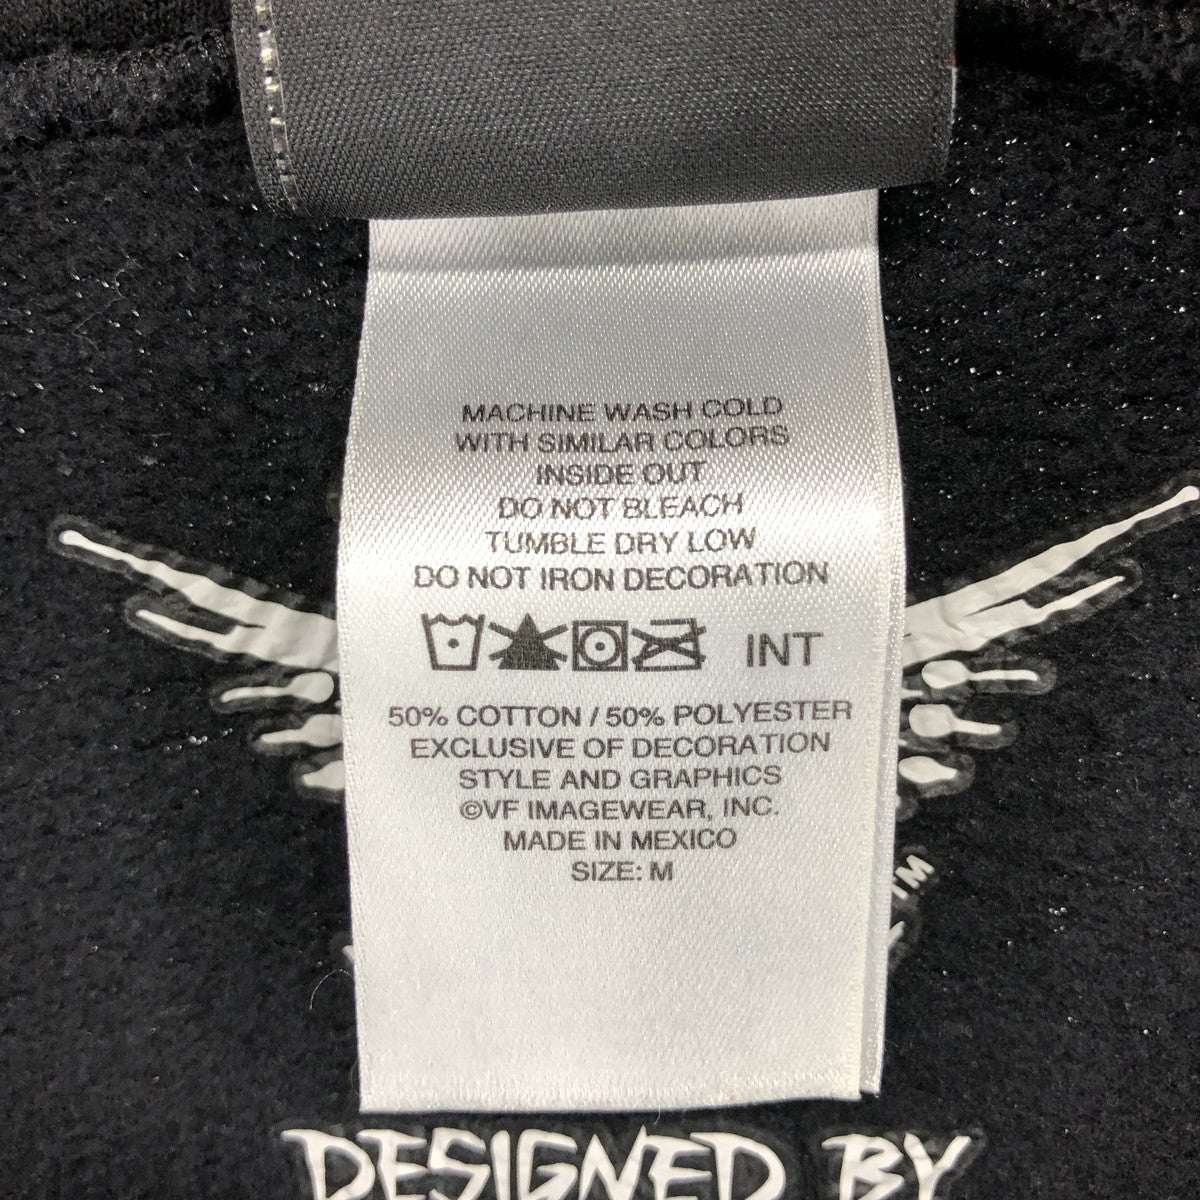 MACHINE WASH COLD
WITH SIMILAR COLORS
INSIDE OUT
DO NOT BLEACH
TUMBLE DRY LOW
DO NOT IRON DECORATION
INT
50% COTTON / 50% POLYESTER
EXCLUSIVE OF DECORATION
STYLE AND GRAPHICS
©VF IMAGEWEAR, INC.
MADE IN MEXICO
SIZE: M
TM
DESIGNED BY